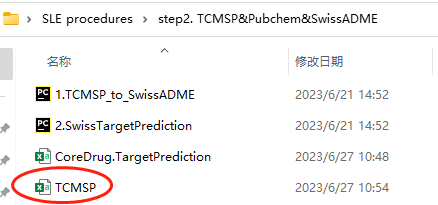 SLE procedures > step2. TCMSP&Pubchem&SwissADME
名称 修改日期
1.TCMSP_to_SwissADME 2023/6/21 14:52
2.SwissTargetPrediction 2023/6/21 14:52
CoreDrug.TargetPrediction 2023/6/27 10:48
TCMSP 2023/6/27 10:54